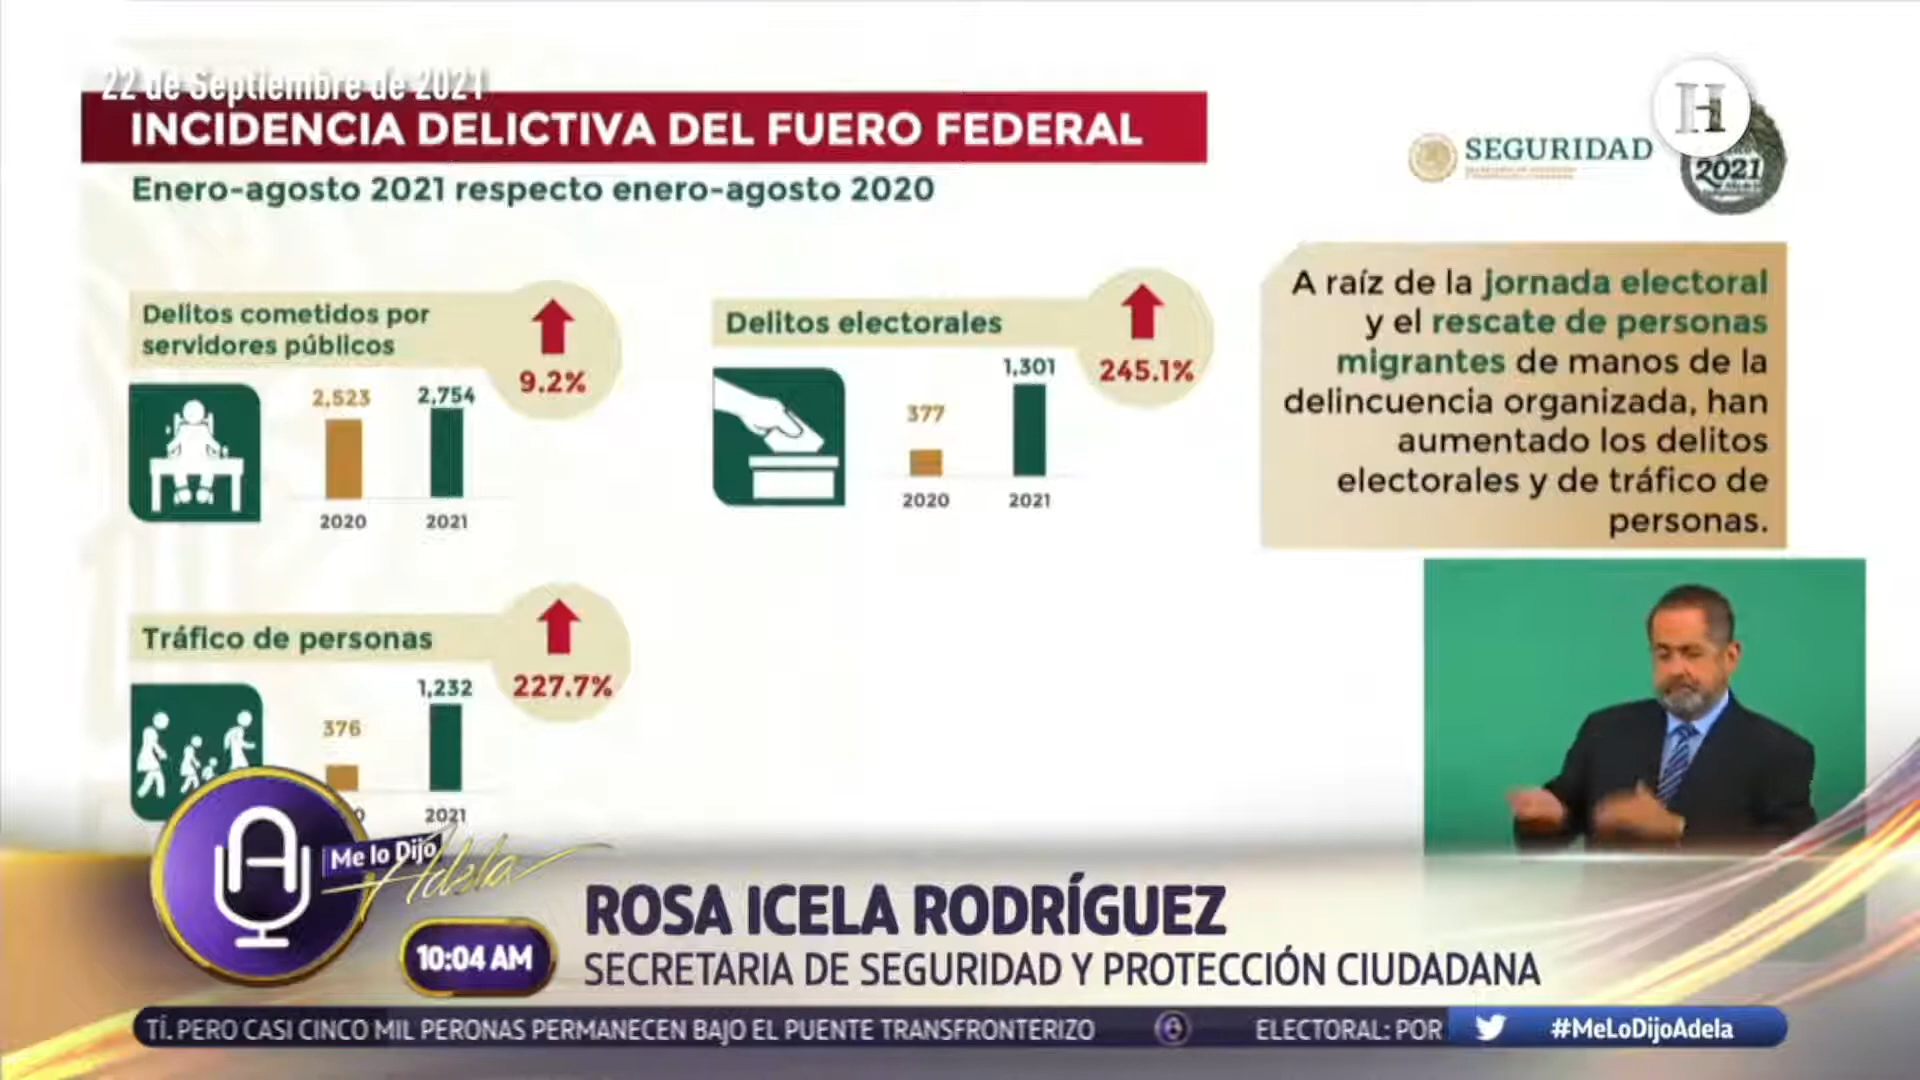 22 de Septiembre de 2021
INCIDENCIA DELICTIVA DEL FUERO FEDERAL
Enero-agosto 2021 respecto enero-agosto 2020
H
SEGURIDAD
2021
Delitos cometidos por
servidores públicos
9.2%
2,523
2,754
2020
2021
Delitos electorales
245.1%
377
1,301
2020
2021
A raíz de la jornada electoral
y el rescate de personas
migrantes de manos de la
delincuencia organizada, han
aumentado los delitos
electorales y de tráfico de
personas.
Tráfico de personas
227.7%
376
1,232
2021
Me lo Dijo
Adela
10:04 AM
ROSA ICELA RODRÍGUEZ
SECRETARIA DE SEGURIDAD Y PROTECCIÓN CIUDADANA
TÍ. PERO CASI CINCO MIL PERONAS PERMANECEN BAJO EL PUENTE TRANSFRONTERIZO
ELECTORAL: POR
#MeLoDijoAdela